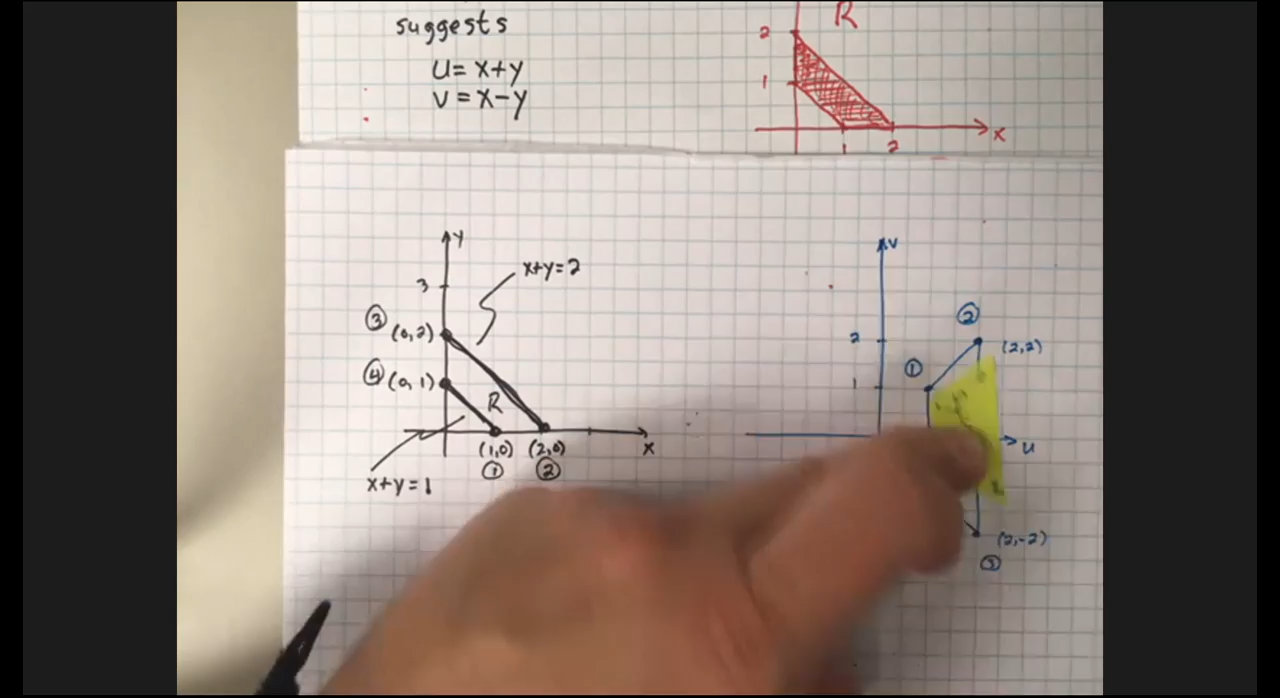 suggests
u = x+y
v = x-y
R
2
1
1
2
x
y
x+y=2
3
③ (0,2)
④ (0,1)
R
(1,0) (2,0)
① ②
x
x+y=1
v
②
2
(2,2)
①
1
u
(2,-2)
③